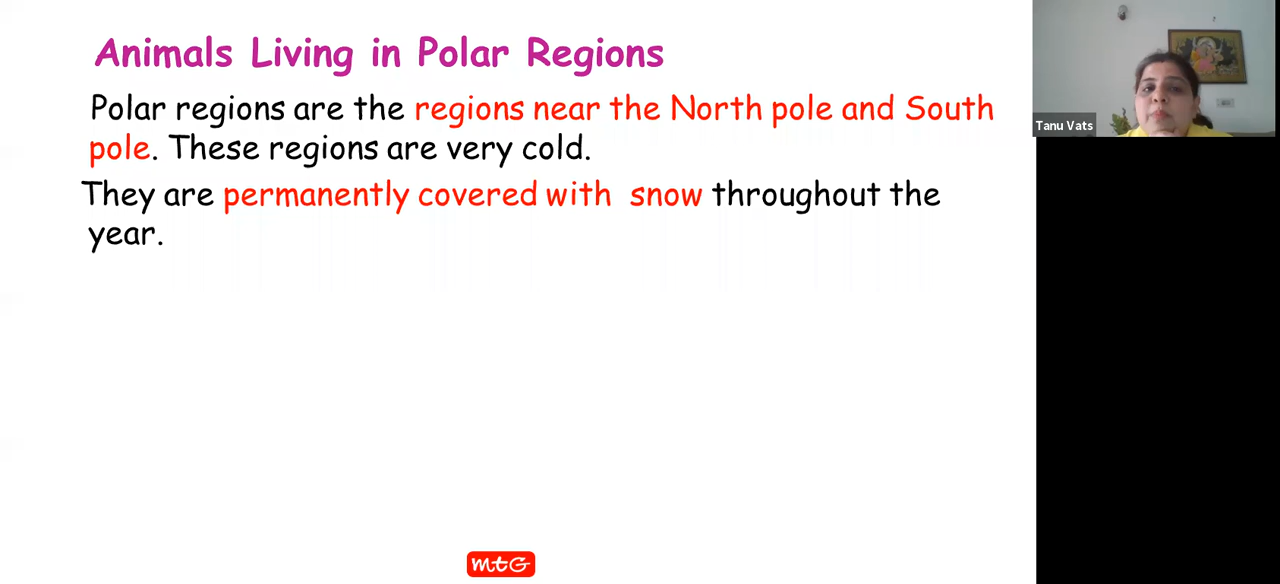 Animals Living in Polar Regions
Polar regions are the regions near the North pole and South
pole. These regions are very cold.
They are permanently covered with snow throughout the
year.
Tanu Vats
mtG